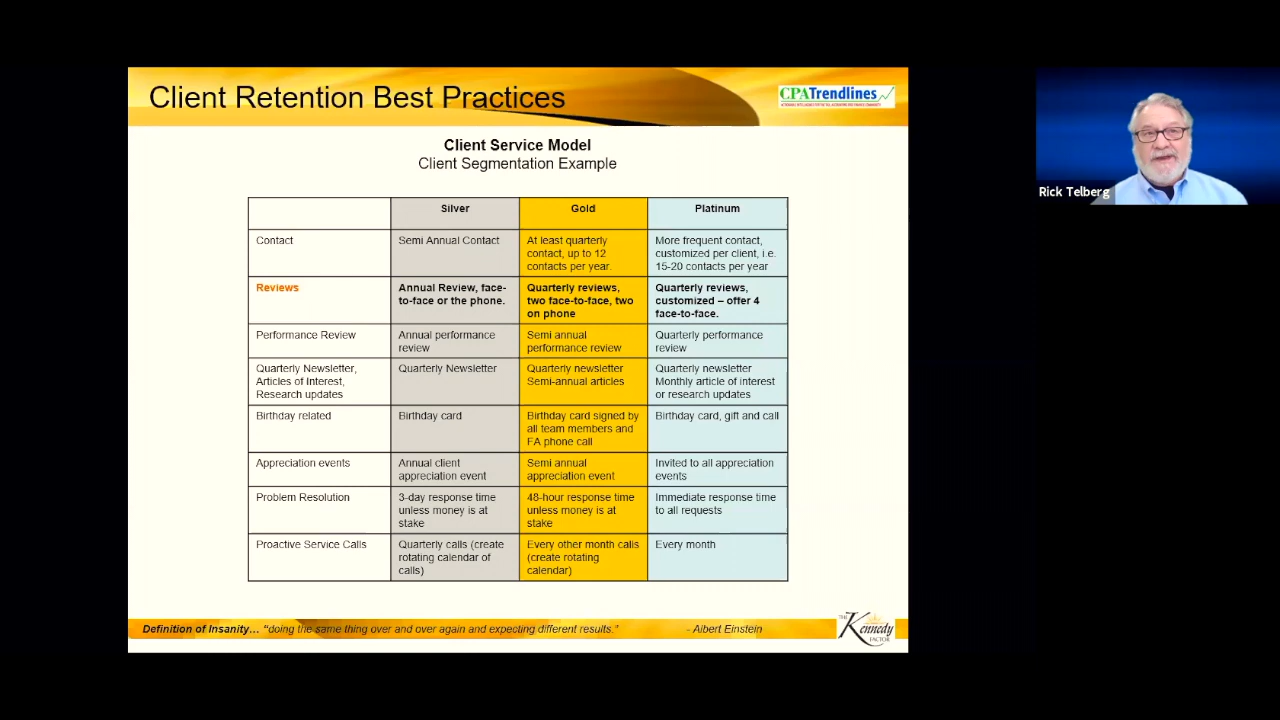 Client Retention Best Practices
CPATrendlines
Client Service Model
Client Segmentation Example
Silver
Gold
Platinum
Contact
Semi Annual Contact
At least quarterly
contact, up to 12
contacts per year.
More frequent contact,
customized per client, i.e.
15-20 contacts per year
Reviews
Annual Review, face-
to-face or the phone.
Quarterly reviews,
two face-to-face, two
on phone
Quarterly reviews,
customized – offer 4
face-to-face.
Performance Review
Annual performance
review
Semi annual
performance review
Quarterly performance
review
Quarterly Newsletter,
Articles of Interest,
Research updates
Quarterly Newsletter
Quarterly newsletter
Semi-annual articles
Quarterly newsletter
Monthly article of interest
or research updates
Birthday related
Birthday card
Birthday card signed by
all team members and
FA phone call
Birthday card, gift and call
Appreciation events
Annual client
appreciation event
Semi annual
appreciation event
Invited to all appreciation
events
Problem Resolution
3-day response time
unless money is at
stake
48-hour response time
unless money is at
stake
Immediate response time
to all requests
Proactive Service Calls
Quarterly calls (create
rotating calendar of
calls)
Every other month calls
(create rotating
calendar)
Every month
Definition of Insanity… “doing the same thing over and over again and expecting different results.” - Albert Einstein
THE
Kennedy
FACTOR
Rick Telberg